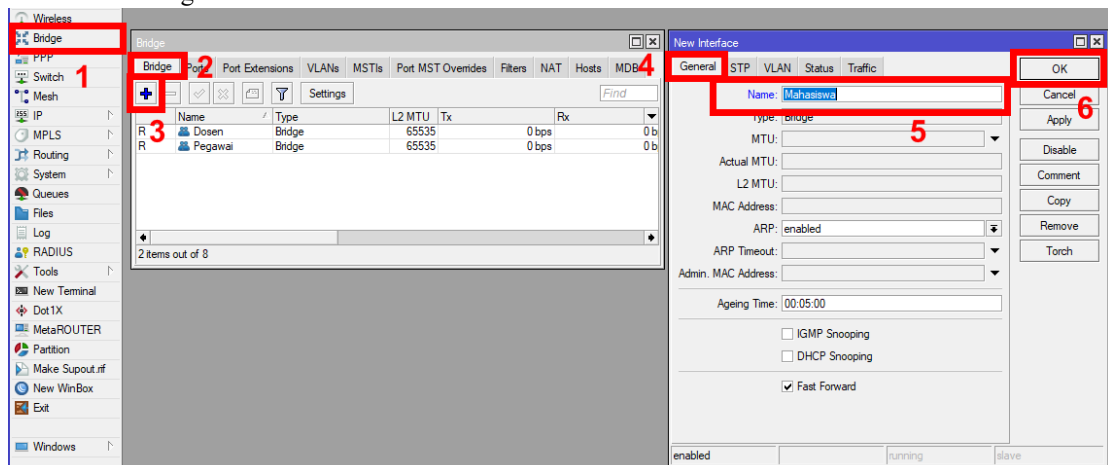 Wireless
Bridge
PPP
Switch
Mesh
IP
MPLS
Routing
System
Queues
Files
Log
RADIUS
Tools
New Terminal
Dot1X
MetaROUTER
Partition
Make Supout.rif
New WinBox
Exit
Windows
1
Bridge
Bridge Ports Port Extensions VLANs MSTIs Port MST Overrides Filters NAT Hosts MDB
2
4
Settings
Find
3
Name Type L2 MTU Tx Rx
R Dosen Bridge 65535 0 bps 0 b
R Pegawai Bridge 65535 0 bps 0 b
2 items out of 8
New Interface
General STP VLAN Status Traffic
Name: Mahasiswa
Type: Bridge
5
MTU:
Actual MTU:
L2 MTU:
MAC Address:
ARP: enabled
ARP Timeout:
Admin. MAC Address:
Ageing Time: 00:05:00
IGMP Snooping
DHCP Snooping
Fast Forward
enabled running slave
OK
Cancel
6
Apply
Disable
Comment
Copy
Remove
Torch